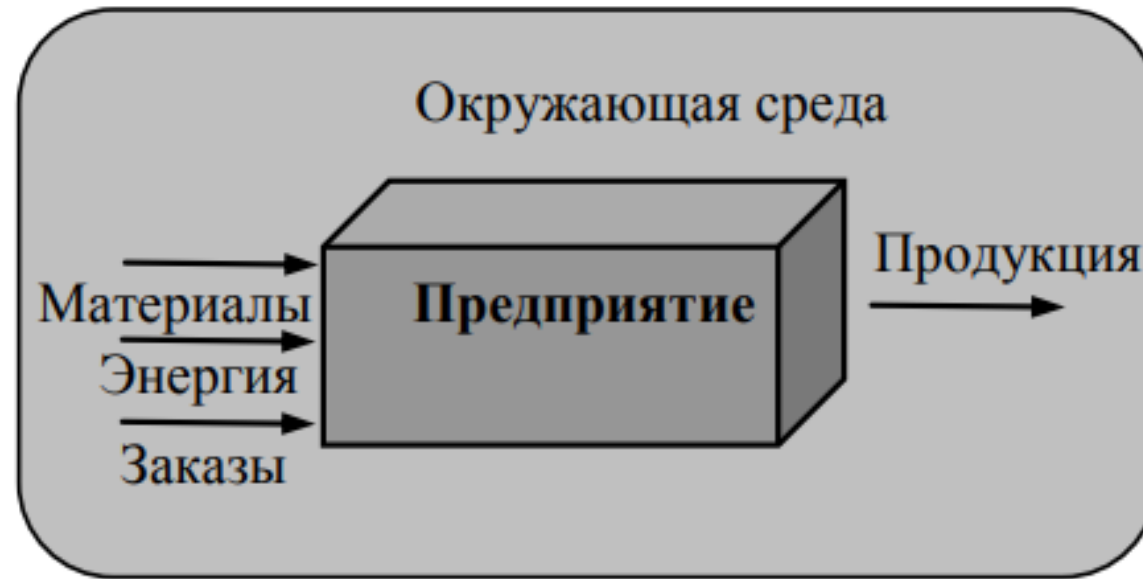 Окружающая среда
Продукция
Материалы
Предприятие
Энергия
Заказы